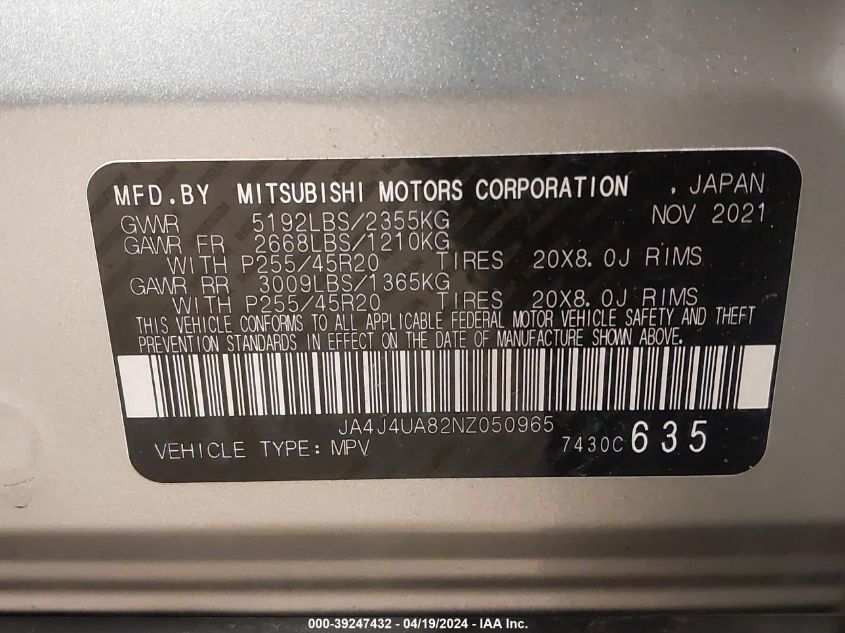 MFD.BY MITSUBISHI MOTORS CORPORATION , JAPAN
GVWR 5192LBS/2355KG NOV 2021
GAWR FR 2668LBS/1210KG
WITH P255/45R20 TIRES 20X8.0J RIMS
GAWR RR 3009LBS/1365KG
WITH P255/45R20 TIRES 20X8.0J RIMS
THIS VEHICLE CONFORMS TO ALL APPLICABLE FEDERAL MOTOR VEHICLE SAFETY AND THEFT
PREVENTION STANDARDS IN EFFECT ON THE DATE OF MANUFACTURE SHOWN ABOVE.
JA4J4UA82NZ050965
VEHICLE TYPE: MPV 7430C 635
000-39247432 - 04/19/2024 - IAA Inc.